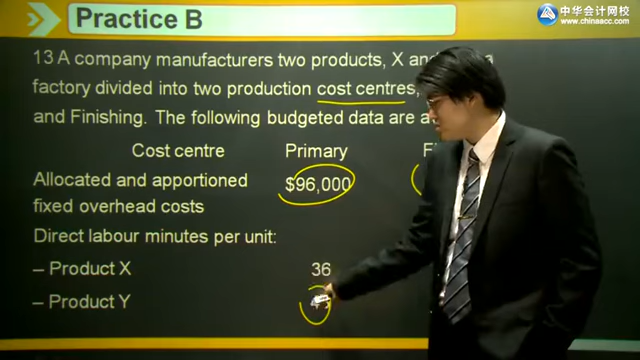 Practice B
中华会计网校
www.chinaacc.com
13 A company manufacturers two products, X and
factory divided into two production cost centres,
and Finishing. The following budgeted data are a
Cost centre Primary
Allocated and apportioned $96,000
fixed overhead costs
Direct labour minutes per unit:
– Product X 36
– Product Y